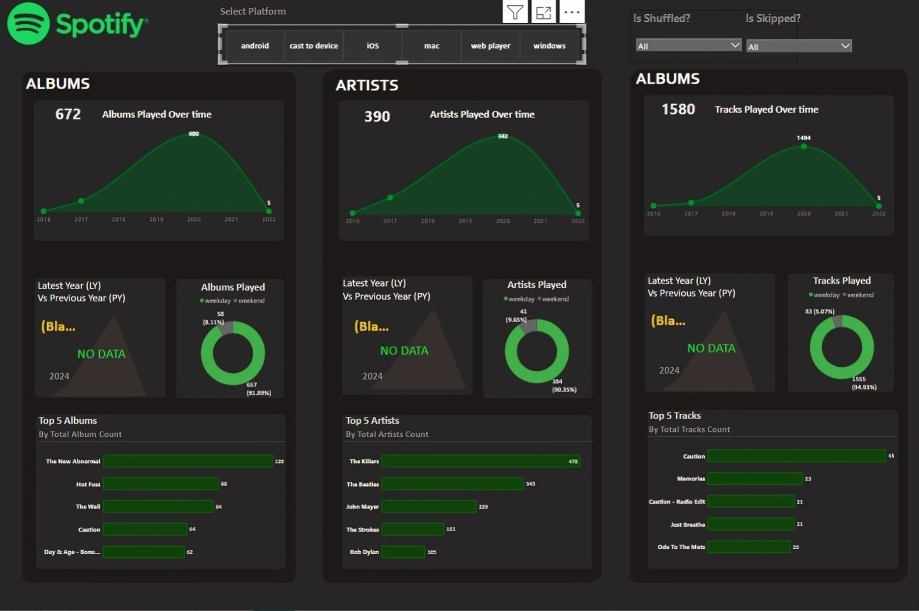 Spotify
Select Platform
android cast to device iOS mac web player windows
Is Shuffled? Is Skipped?
All All
ALBUMS
672 Albums Played Over time
600
5
2016 2017 2018 2019 2020 2021 2022
Latest Year (LY)
Vs Previous Year (PY)
(Bla...
NO DATA
2024
Albums Played
weekday weekend
58
(8.11%)
657
(91.89%)
Top 5 Albums
By Total Album Count
The New Abnormal
Hot Fuss 88
The Wall 84
Caution 64
Day & Age - Bonu... 62
ARTISTS
390 Artists Played Over time
342
5
2016 2017 2018 2019 2020 2021 2022
Latest Year (LY)
Vs Previous Year (PY)
(Bla...
NO DATA
2024
Artists Played
weekday weekend
41
(9.65%)
384
(90.35%)
Top 5 Artists
By Total Artists Count
The Killers
The Beatles 343
John Mayer
The Strokes 151
Bob Dylan
ALBUMS
1580 Tracks Played Over time
1494
5
2016 2017 2019 2019 2020 2021 2022
Latest Year (LY)
Vs Previous Year (PY)
(Bla...
NO DATA
2024
Tracks Played
weekday weekend
83 (5.07%)
1555
(94.93%)
Top 5 Tracks
By Total Tracks Count
Caution
Memories 23
Caution - Radio Edit 21
Just Breathe 21
Ode To The Mets 20